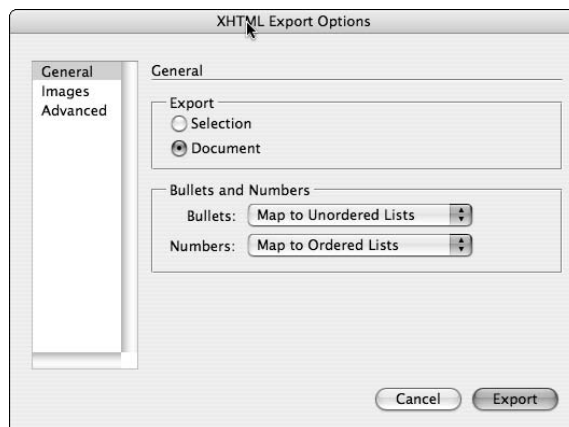 XHTML Export Options
General
Images
Advanced
General
Export
Selection
Document
Bullets and Numbers
Bullets: Map to Unordered Lists
Numbers: Map to Ordered Lists
Cancel Export